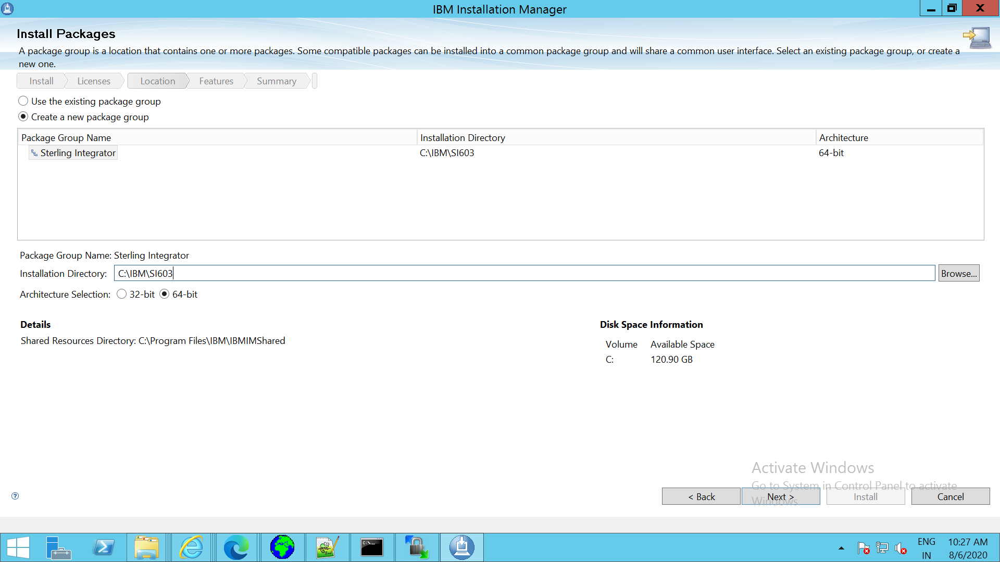 IBM Installation Manager
Install Packages
A package group is a location that contains one or more packages. Some compatible packages can be installed into a common package group and will share a common user interface. Select an existing package group, or create a
new one.
Install Licenses Location Features Summary
Use the existing package group
Create a new package group
Package Group Name Installation Directory Architecture
Sterling Integrator C:\IBM\SI603 64-bit
Package Group Name: Sterling Integrator
Installation Directory: C:\IBM\SI603 Browse...
Architecture Selection: 32-bit 64-bit
Details Disk Space Information
Shared Resources Directory: C:\Program Files\IBM\IBMIMShared
Volume Available Space
C: 120.90 GB
Activate Windows
Go to System in Control Panel to activate
Windows.
< Back Next > Install Cancel
ENG 10:27 AM
IN 8/6/2020